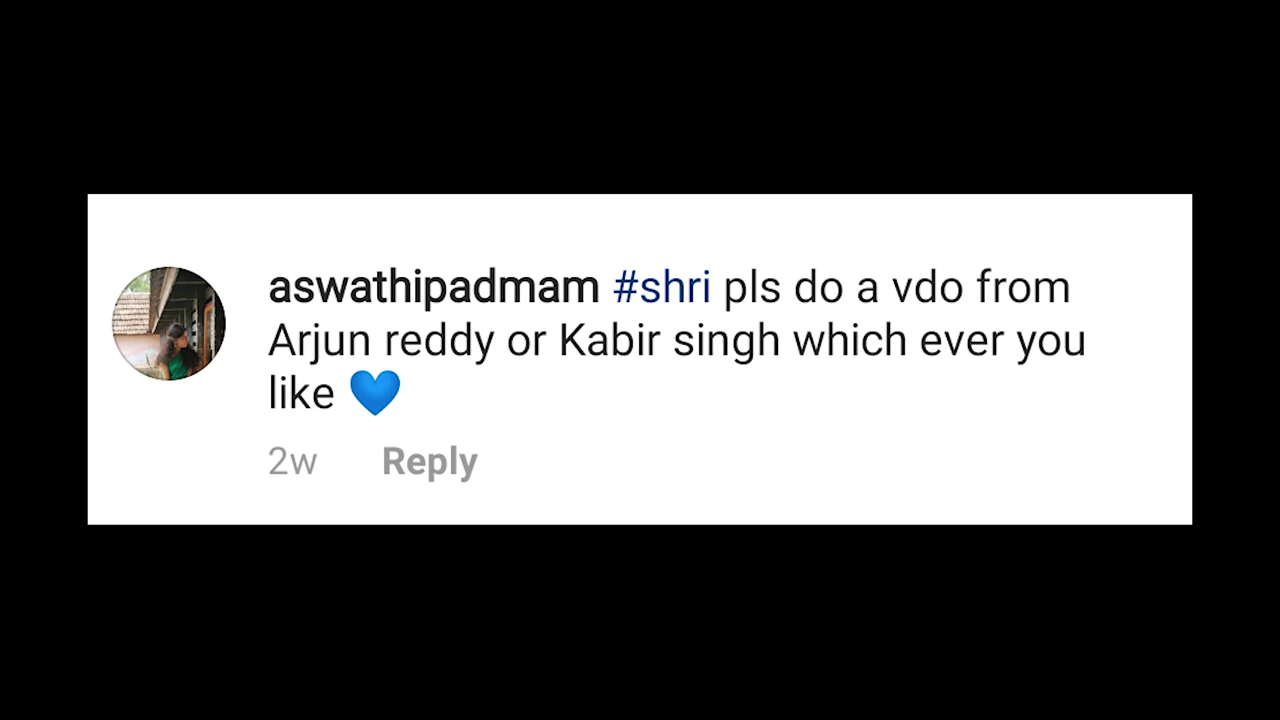 aswathipadmam #shri pls do a vdo from
Arjun reddy or Kabir singh which ever you
like 💙
2w Reply